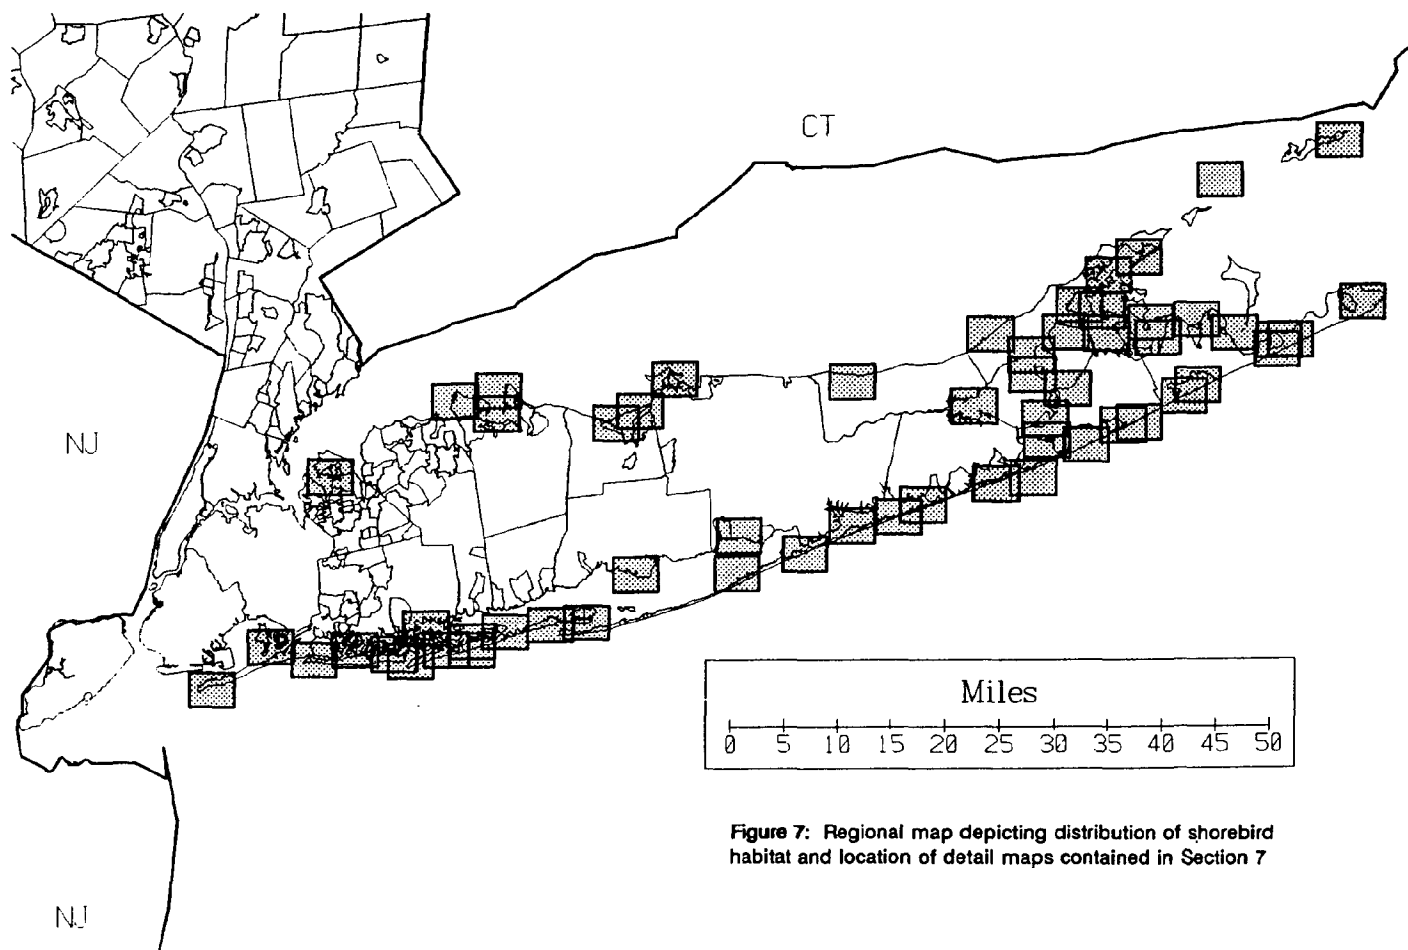 CT
NJ
Miles
0 5 10 15 20 25 30 35 40 45 50
Figure 7: Regional map depicting distribution of shorebird
habitat and location of detail maps contained in Section 7
NJ